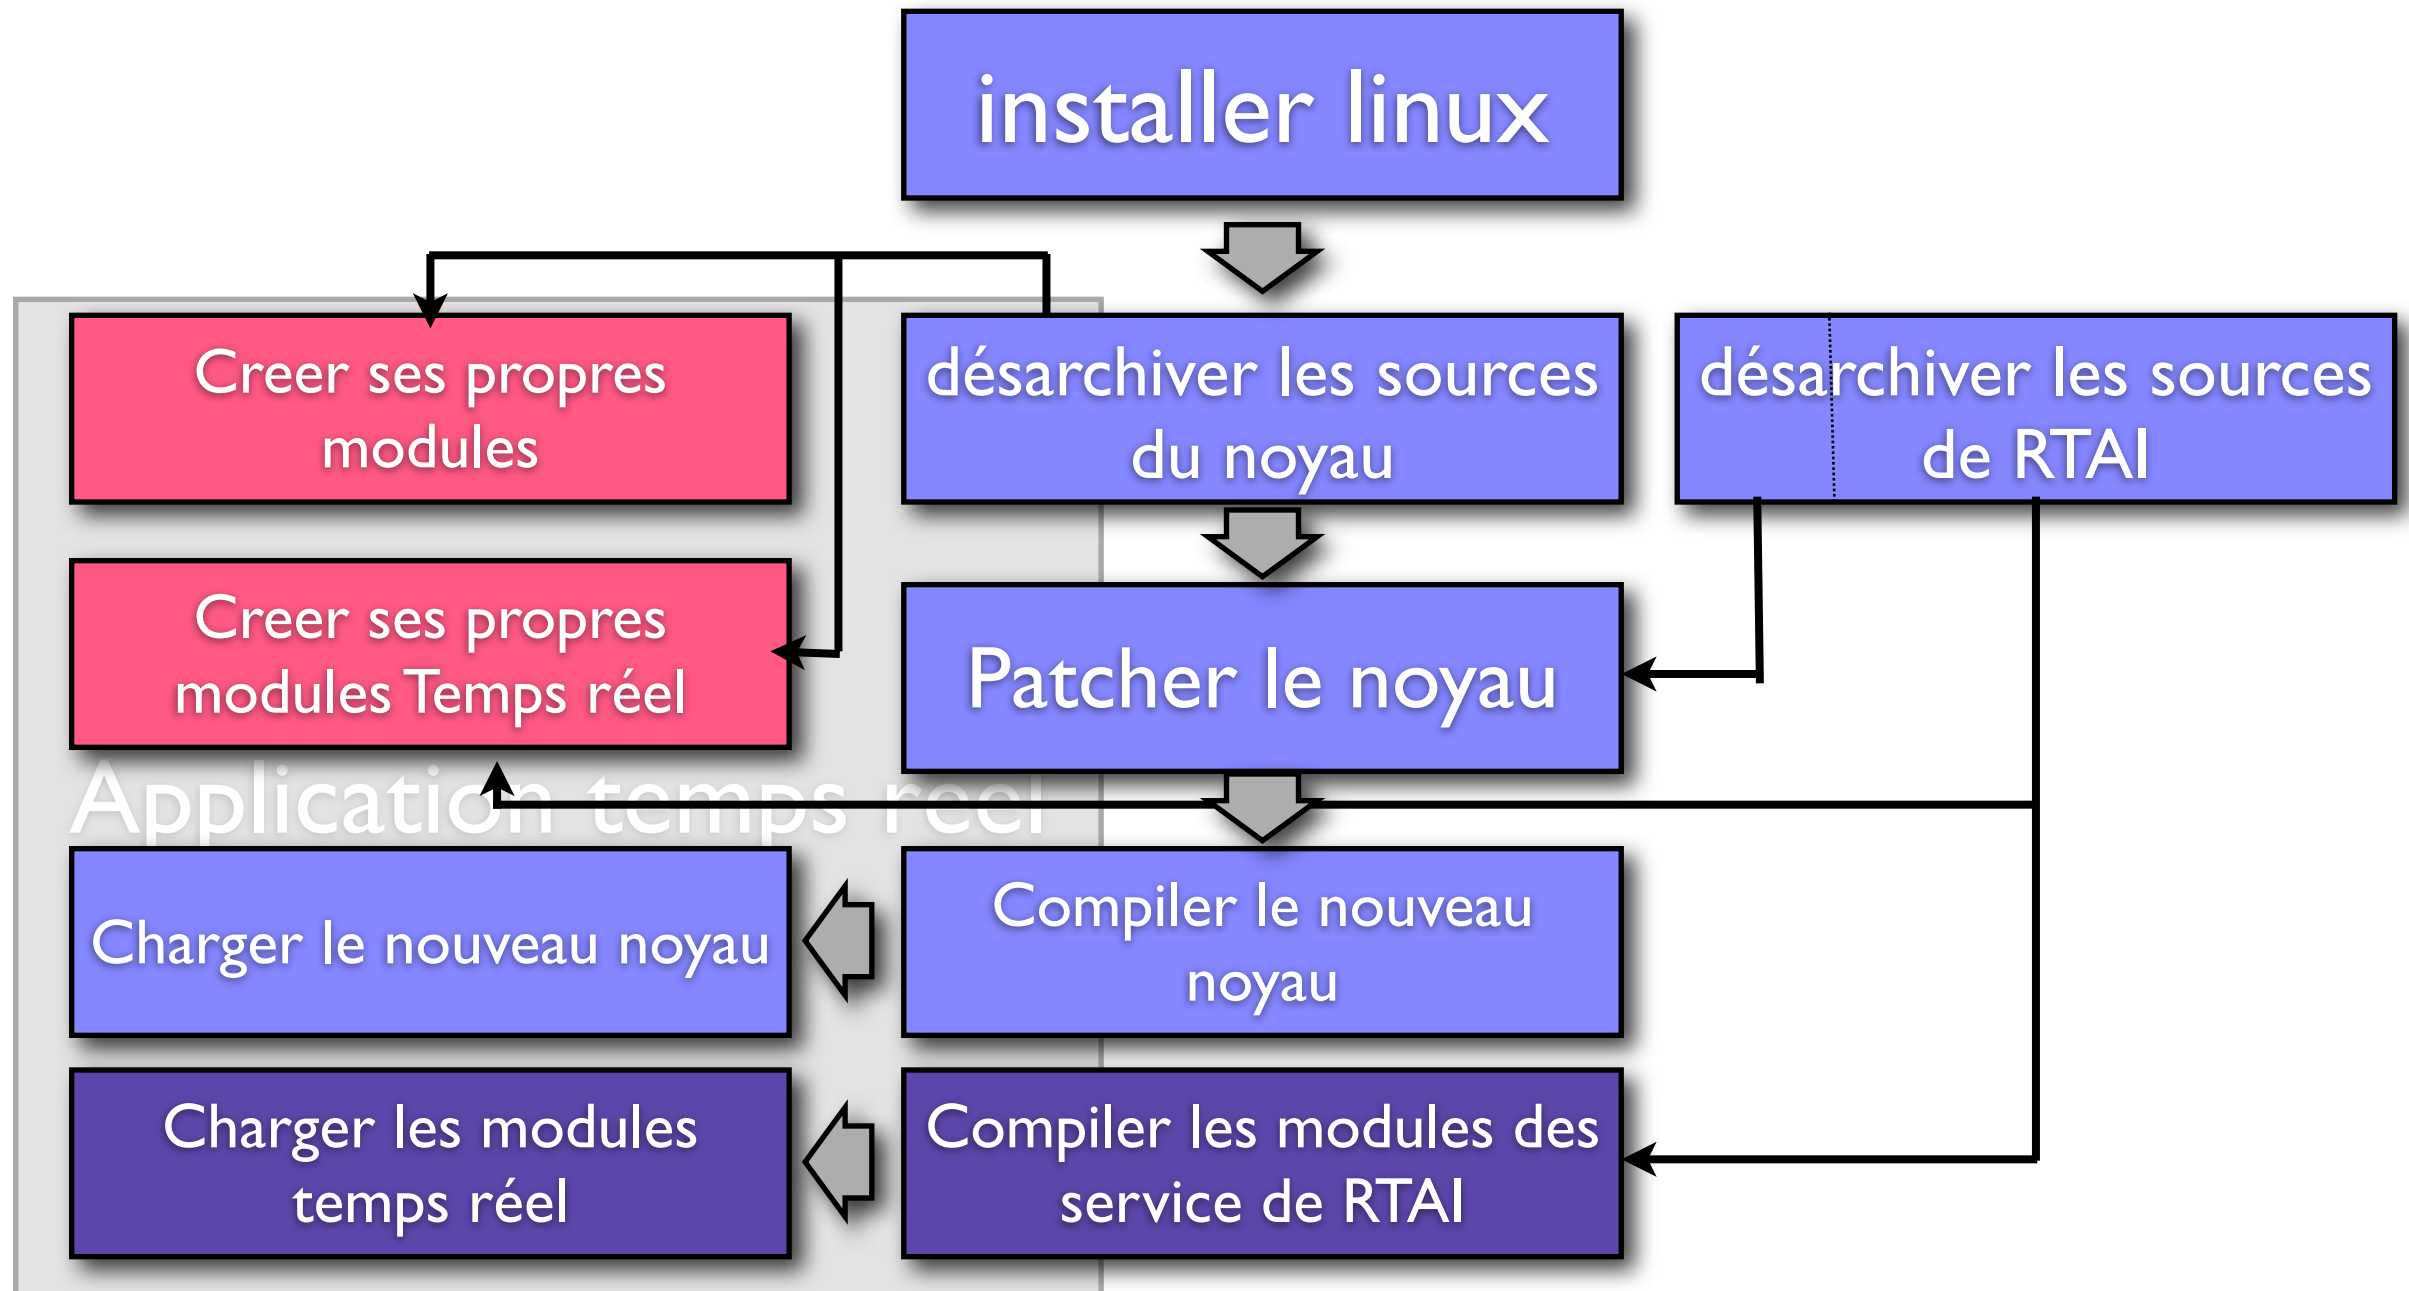 installer linux
Creer ses propres
modules
désarchiver les sources
du noyau
désarchiver les sources
de RTAI
Creer ses propres
modules Temps réel
Patcher le noyau
Application temps réel
Charger le nouveau noyau
Compiler le nouveau
noyau
Charger les modules
temps réel
Compiler les modules des
service de RTAI